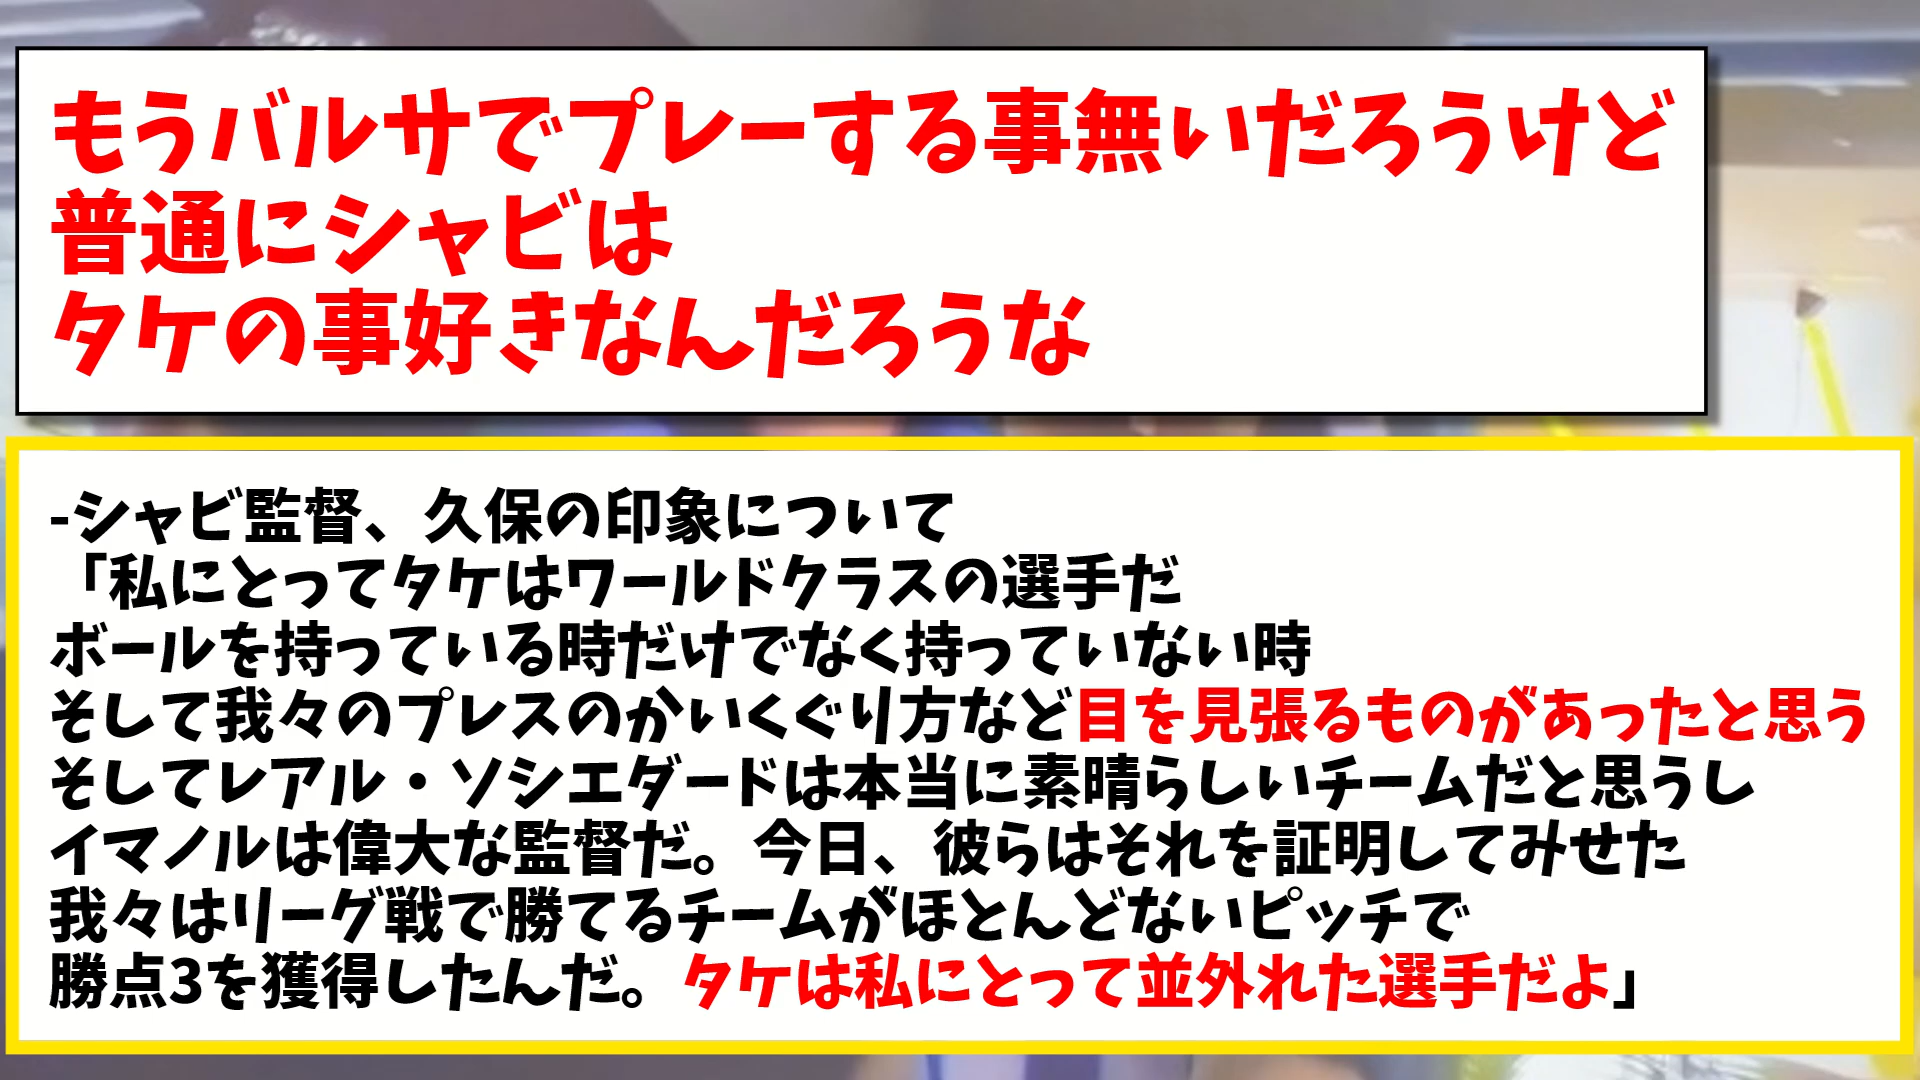 もうバルサでプレーする事無いだろうけど
普通にシャビは
タケの事好きなんだろうな
-シャビ監督、久保の印象について
「私にとってタケはワールドクラスの選手だ
ボールを持っている時だけでなく持っていない時
そして我々のプレスのかいくぐり方など目を見張るものがあったと思う
そしてレアル・ソシエダードは本当に素晴らしいチームだと思うし
イマノルは偉大な監督だ。今日、彼らはそれを証明してみせた
我々はリーグ戦で勝てるチームがほとんどないピッチで
勝点3を獲得したんだ。タケは私にとって並外れた選手だよ」